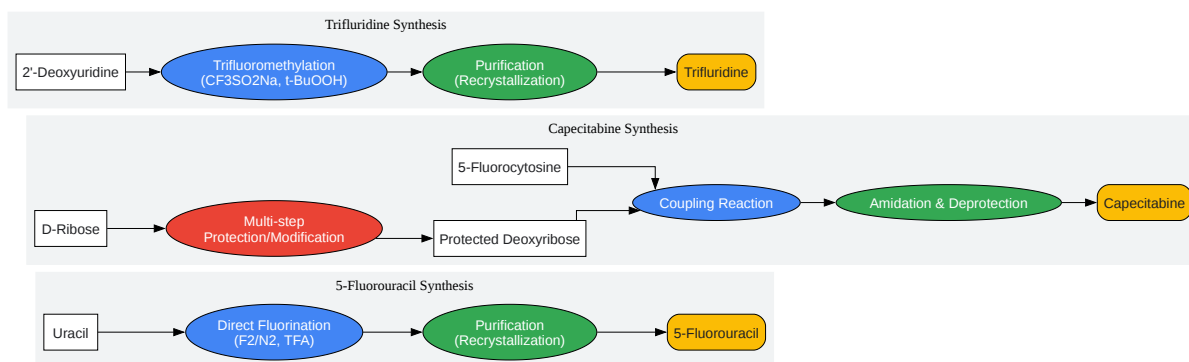 Trifluridine Synthesis
2'-Deoxyuridine
Trifluoromethylation
(CF3SO2Na, t-BuOOH)
Purification
(Recrystallization)
Trifluridine
Capecitabine Synthesis
5-Fluorocytosine
D-Ribose
Multi-step
Protection/Modification
Protected Deoxyribose
Coupling Reaction
Amidation & Deprotection
Capecitabine
5-Fluorouracil Synthesis
Uracil
Direct Fluorination
(F2/N2, TFA)
Purification
(Recrystallization)
5-Fluorouracil